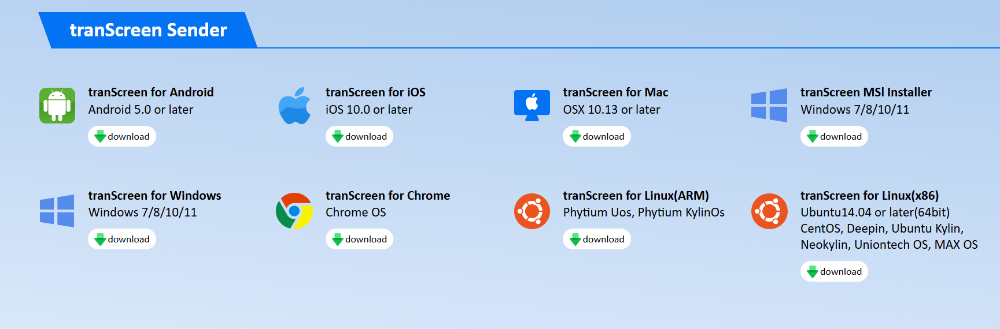 tranScreen Sender
tranScreen for Android
Android 5.0 or later
download
tranScreen for iOS
iOS 10.0 or later
download
tranScreen for Mac
OSX 10.13 or later
download
tranScreen MSl Installer
Windows 7/8/10/11
download
tranScreen for Windows
Windows 7/8/10/11
download
tranScreen for Chrome
Chrome OS
download
tranScreen for Linux(ARM)
Phytium Uos, Phytium KylinOs
download
tranScreen for Linux(x86)
Ubuntu14.04 or later(64bit)
CentOS, Deepin, Ubuntu Kylin,
Neokylin, Uniontech OS, MAX OS
download